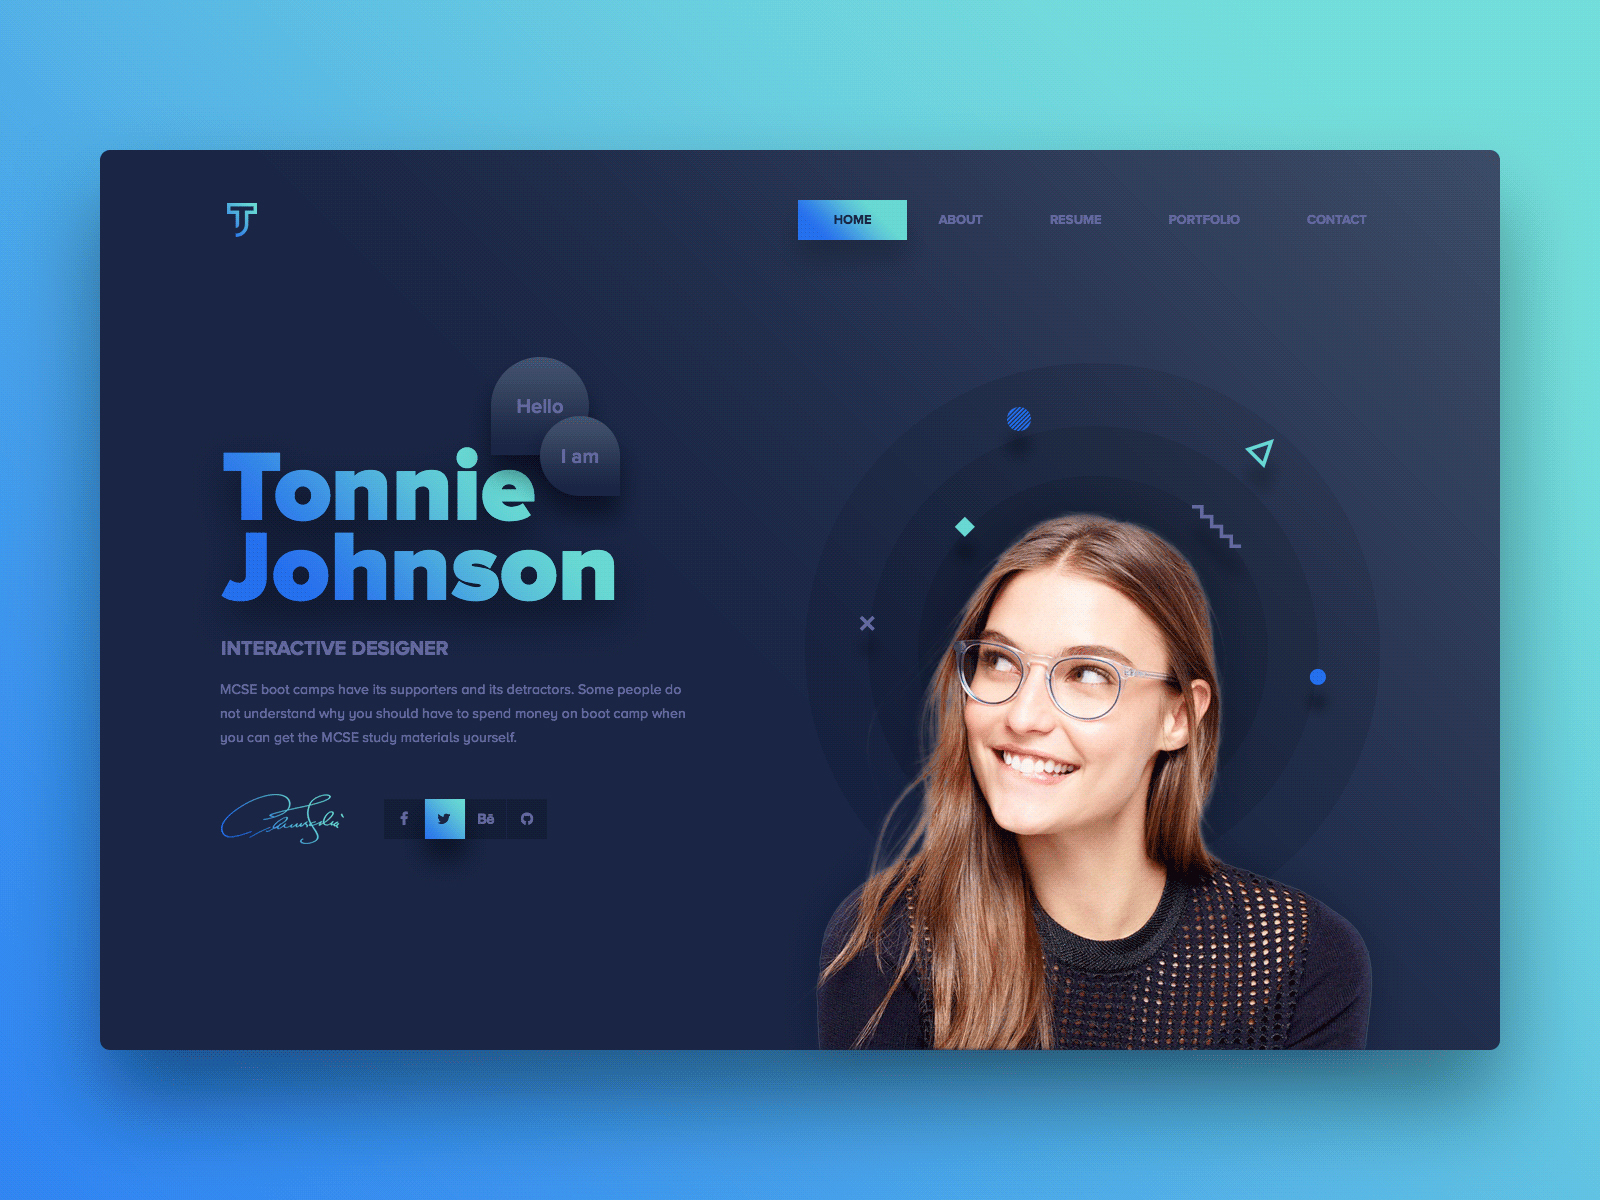 HOME ABOUT RESUME PORTFOLIO CONTACT
Hello
I am
Tonnie
Johnson
INTERACTIVE DESIGNER
MCSE boot camps have its supporters and its detractors. Some people do
not understand why you should have to spend money on boot camp when
you can get the MCSE study materials yourself.
Bē